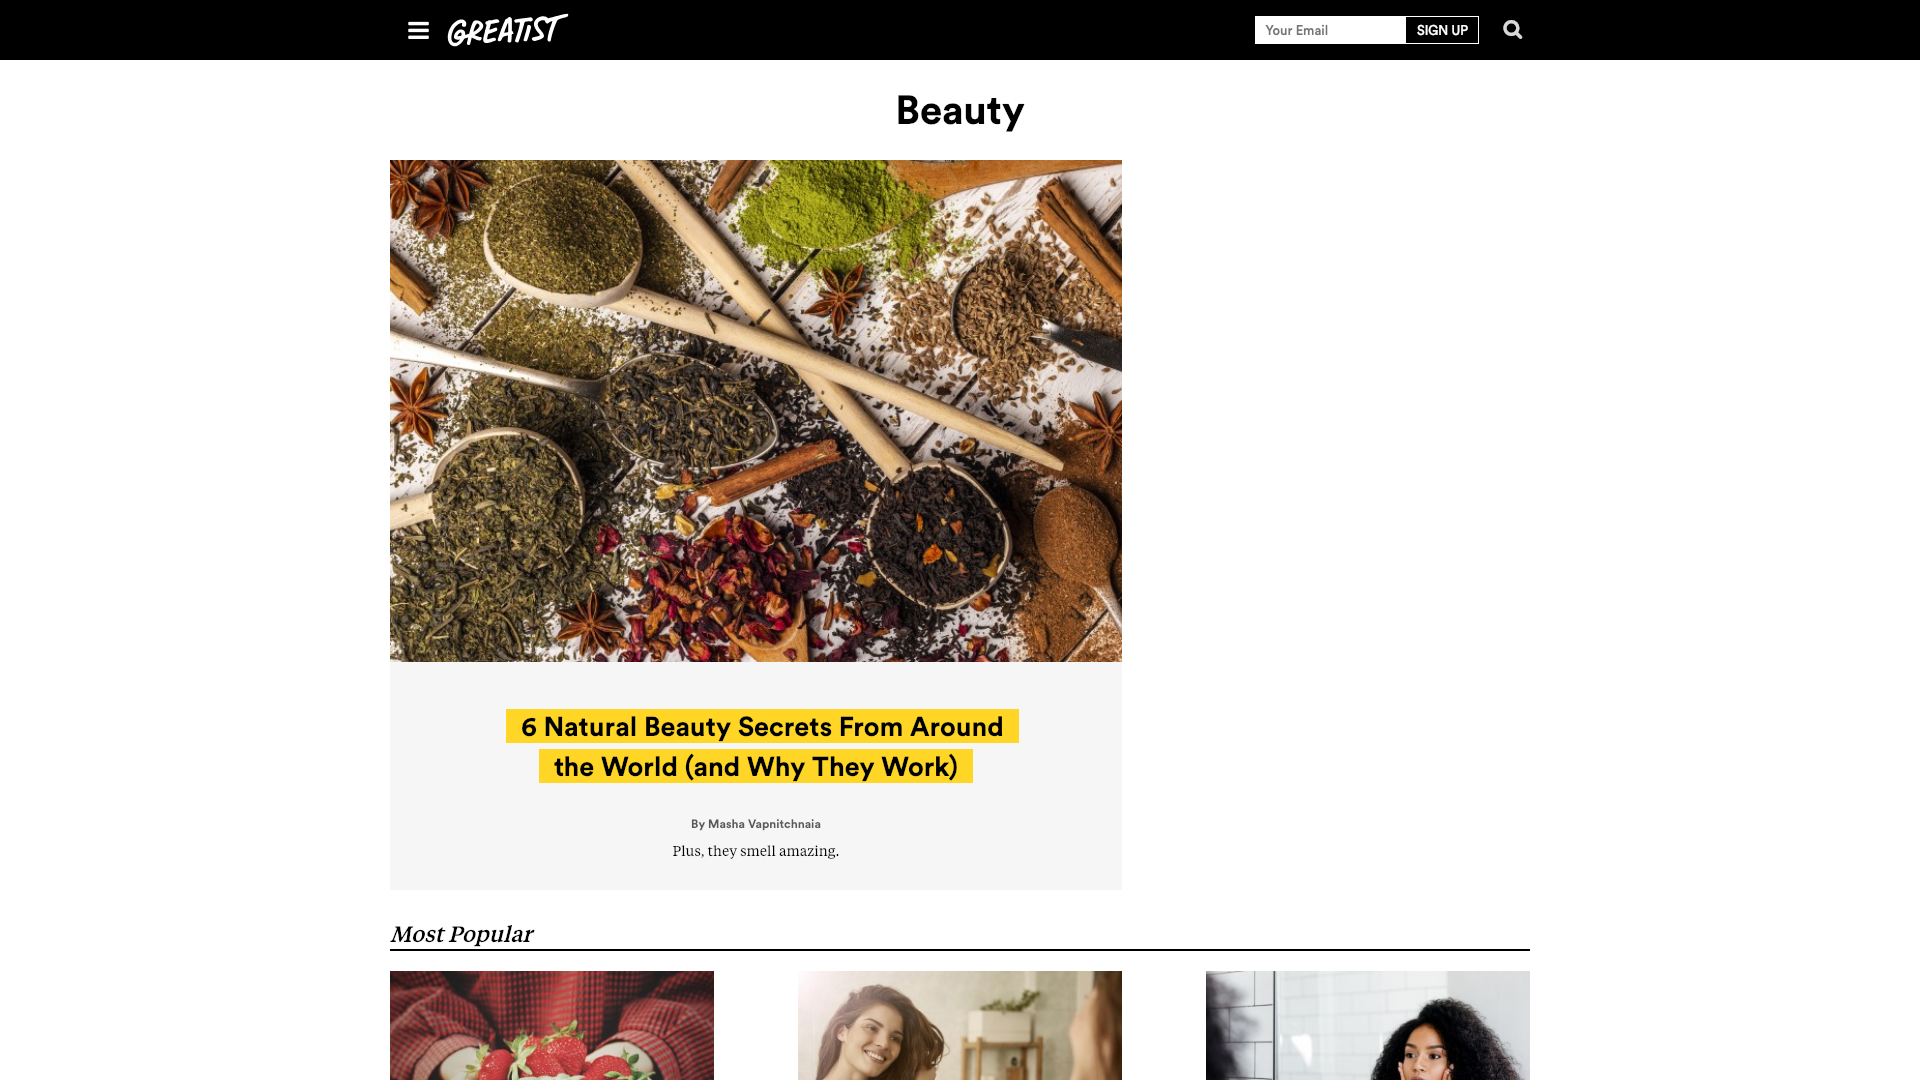 GREATIST
Your Email
SIGN UP
Beauty
6 Natural Beauty Secrets From Around
the World (and Why They Work)
By Masha Vapnitchnaia
Plus, they smell amazing.
Most Popular